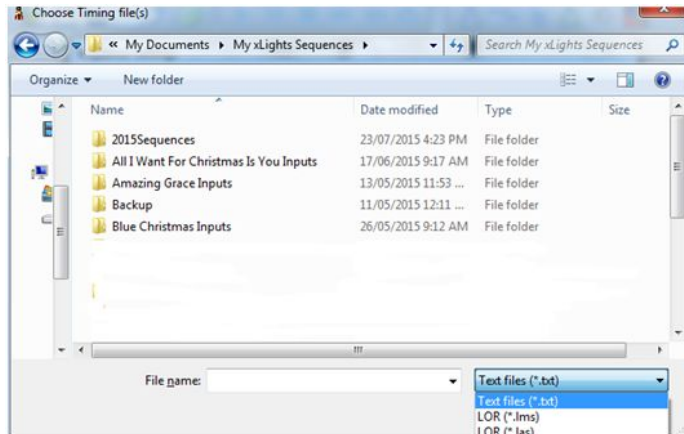 Choose Timing file(s)
« My Documents ▸ My xLights Sequences ▸ Search My xLights Sequences
Organize ▾ New folder
Name Date modified Type Size
2015Sequences 23/07/2015 4:23 PM File folder
All I Want For Christmas Is You Inputs 17/06/2015 9:17 AM File folder
Amazing Grace Inputs 13/05/2015 11:53 ... File folder
Backup 11/05/2015 12:11 ... File folder
Blue Christmas Inputs 26/05/2015 9:12 AM File folder
File name: Text files (*.txt)
Text files (*.txt)
LOR (*.lms)
LOR (*.las)